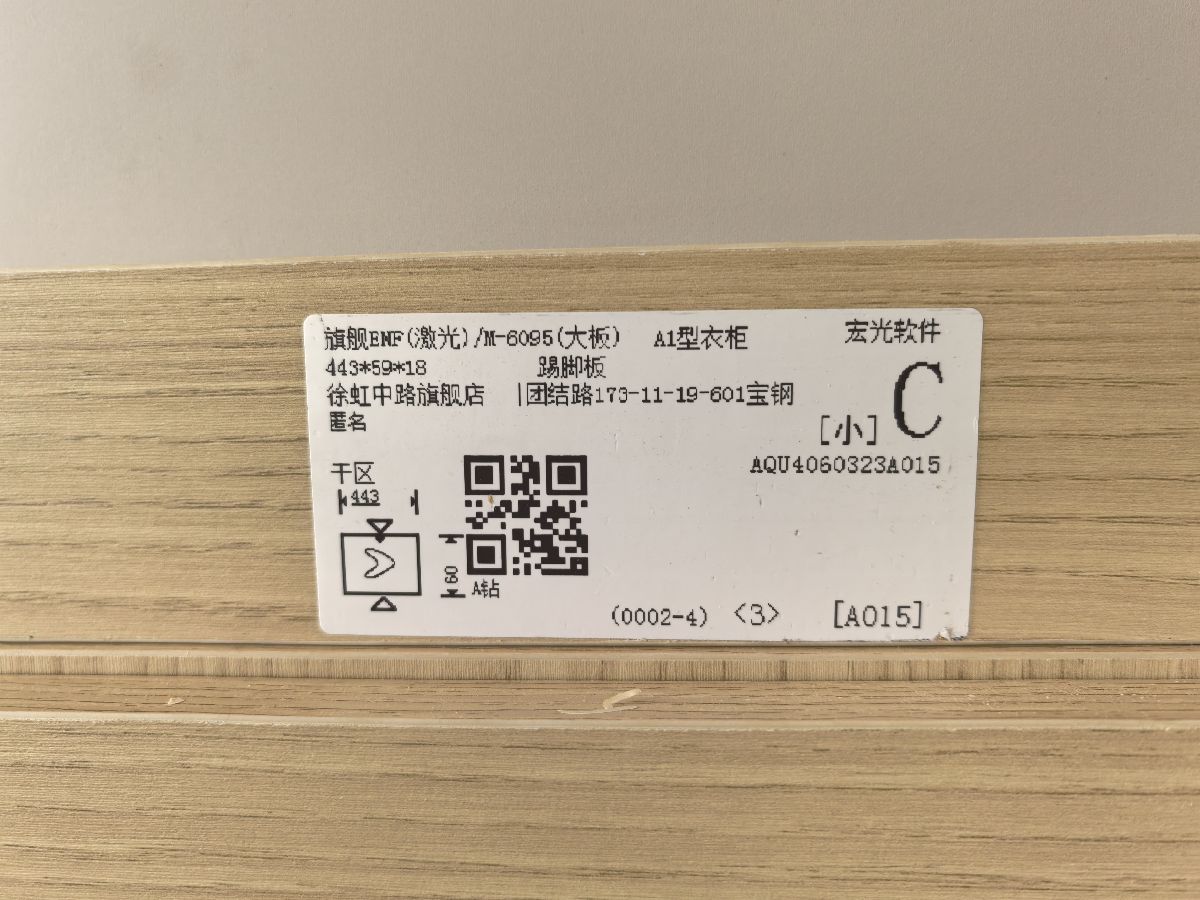 旗舰ENF(激光)/M-6095(大板) A1型衣柜 宏光软件
443*59*18 踢脚板
徐虹中路旗舰店 |团结路173-11-19-601宝钢
匿名
C
[小]
AQU4060323A015
干区
443
60
A钻
(0002-4) <3> [A015]